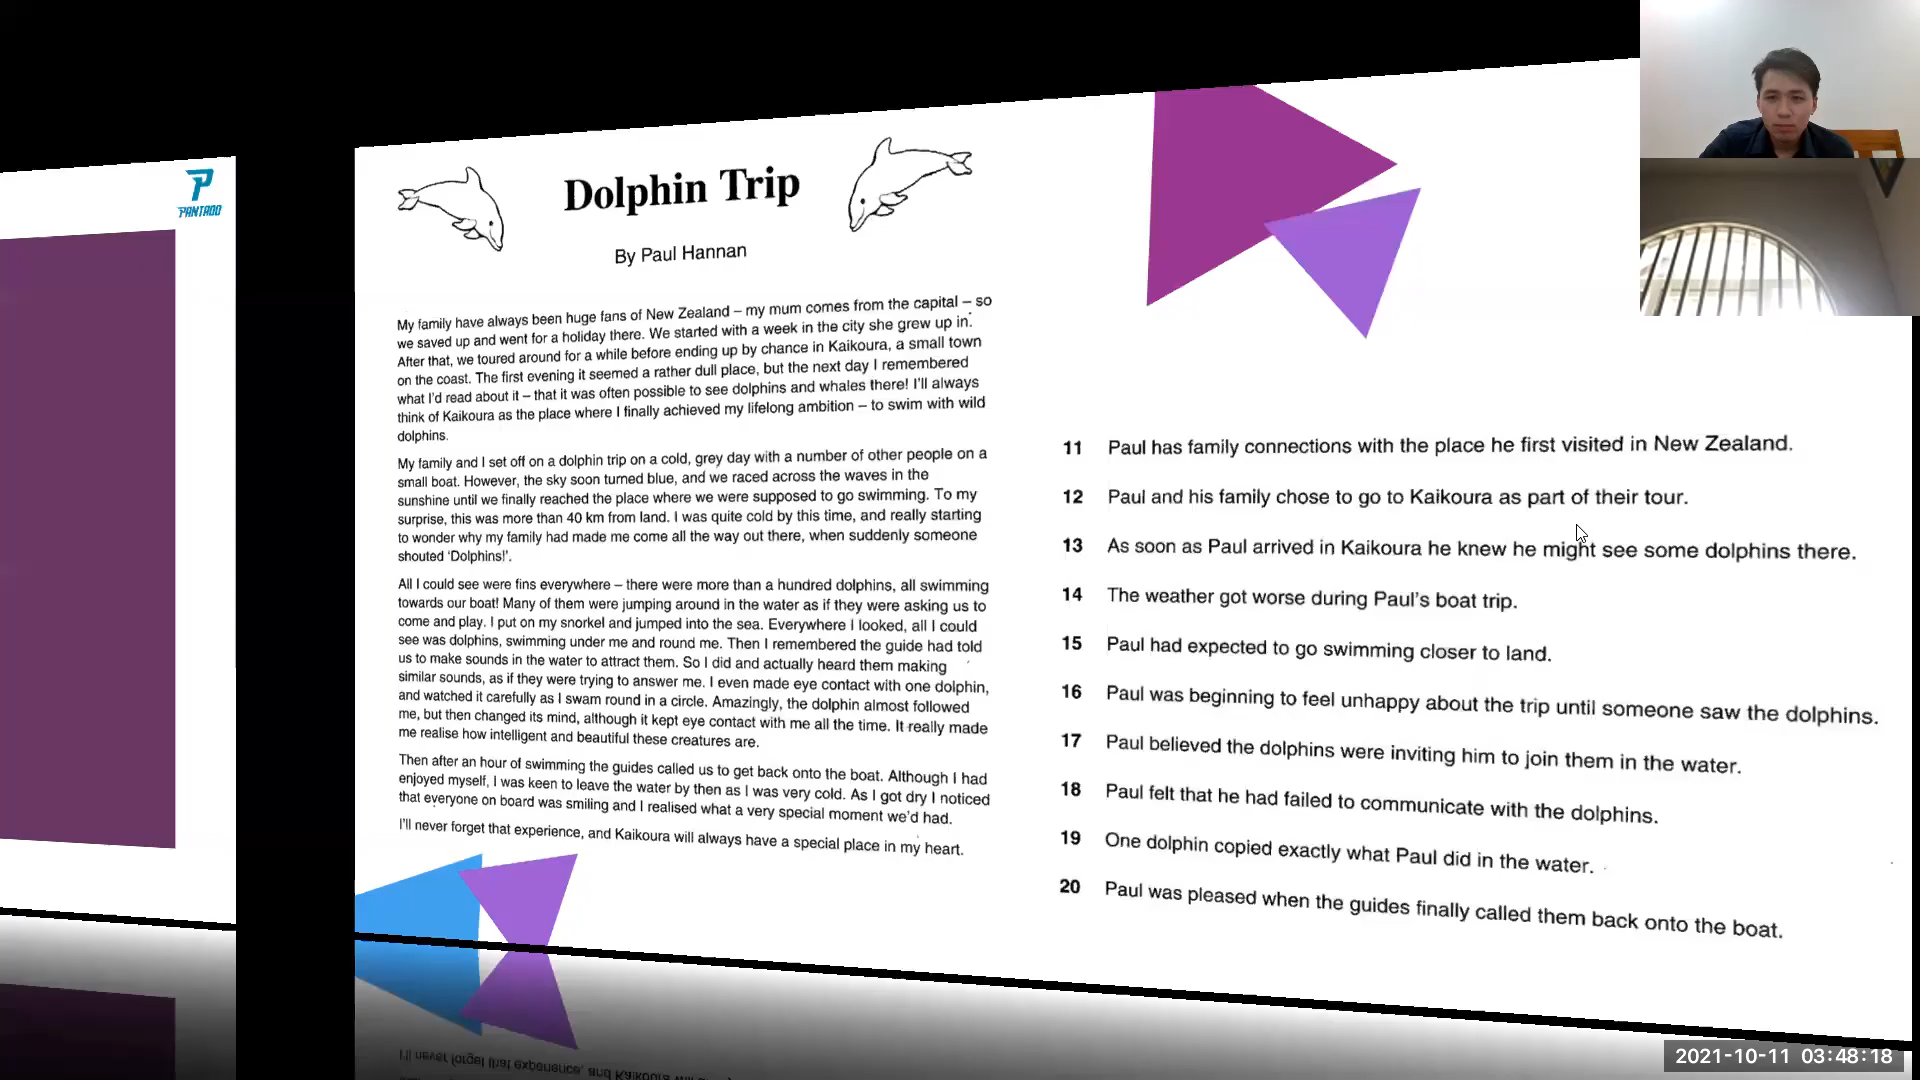 PANTADO
Dolphin Trip
By Paul Hannan
My family have always been huge fans of New Zealand – my mum comes from the capital – so
we saved up and went for a holiday there. We started with a week in the city she grew up in.
After that, we toured around for a while before ending up by chance in Kaikoura, a small town
on the coast. The first evening it seemed a rather dull place, but the next day I remembered
what I'd read about it – that it was often possible to see dolphins and whales there! I'll always
think of Kaikoura as the place where I finally achieved my lifelong ambition – to swim with wild
dolphins.
My family and I set off on a dolphin trip on a cold, grey day with a number of other people on a
small boat. However, the sky soon turned blue, and we raced across the waves in the
sunshine until we finally reached the place where we were supposed to go swimming. To my
surprise, this was more than 40 km from land. I was quite cold by this time, and really starting
to wonder why my family had made me come all the way out there, when suddenly someone
shouted 'Dolphins!'.
All I could see were fins everywhere – there were more than a hundred dolphins, all swimming
towards our boat! Many of them were jumping around in the water as if they were asking us to
come and play. I put on my snorkel and jumped into the sea. Everywhere I looked, all I could
see was dolphins, swimming under me and round me. Then I remembered the guide had told
us to make sounds in the water to attract them. So I did and actually heard them making
similar sounds, as if they were trying to answer me. I even made eye contact with one dolphin,
and watched it carefully as I swam round in a circle. Amazingly, the dolphin almost followed
me, but then changed its mind, although it kept eye contact with me all the time. It really made
me realise how intelligent and beautiful these creatures are.
Then after an hour of swimming the guides called us to get back onto the boat. Although I had
enjoyed myself, I was keen to leave the water by then as I was very cold. As I got dry I noticed
that everyone on board was smiling and I realised what a very special moment we'd had.
I'll never forget that experience, and Kaikoura will always have a special place in my heart.
11 Paul has family connections with the place he first visited in New Zealand.
12 Paul and his family chose to go to Kaikoura as part of their tour.
13 As soon as Paul arrived in Kaikoura he knew he might see some dolphins there.
14 The weather got worse during Paul's boat trip.
15 Paul had expected to go swimming closer to land.
16 Paul was beginning to feel unhappy about the trip until someone saw the dolphins.
17 Paul believed the dolphins were inviting him to join them in the water.
18 Paul felt that he had failed to communicate with the dolphins.
19 One dolphin copied exactly what Paul did in the water.
20 Paul was pleased when the guides finally called them back onto the boat.
2021-10-11 03:48:18